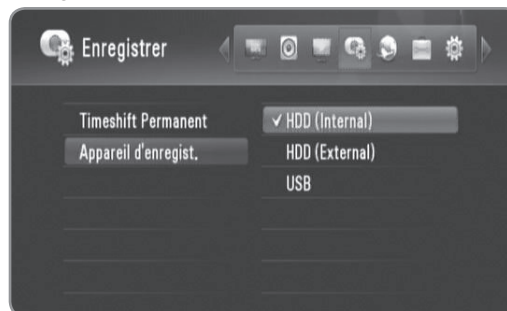 Enregistrer
Timeshift Permanent
Appareil d'enregist.
HDD (Internal)
HDD (External)
USB